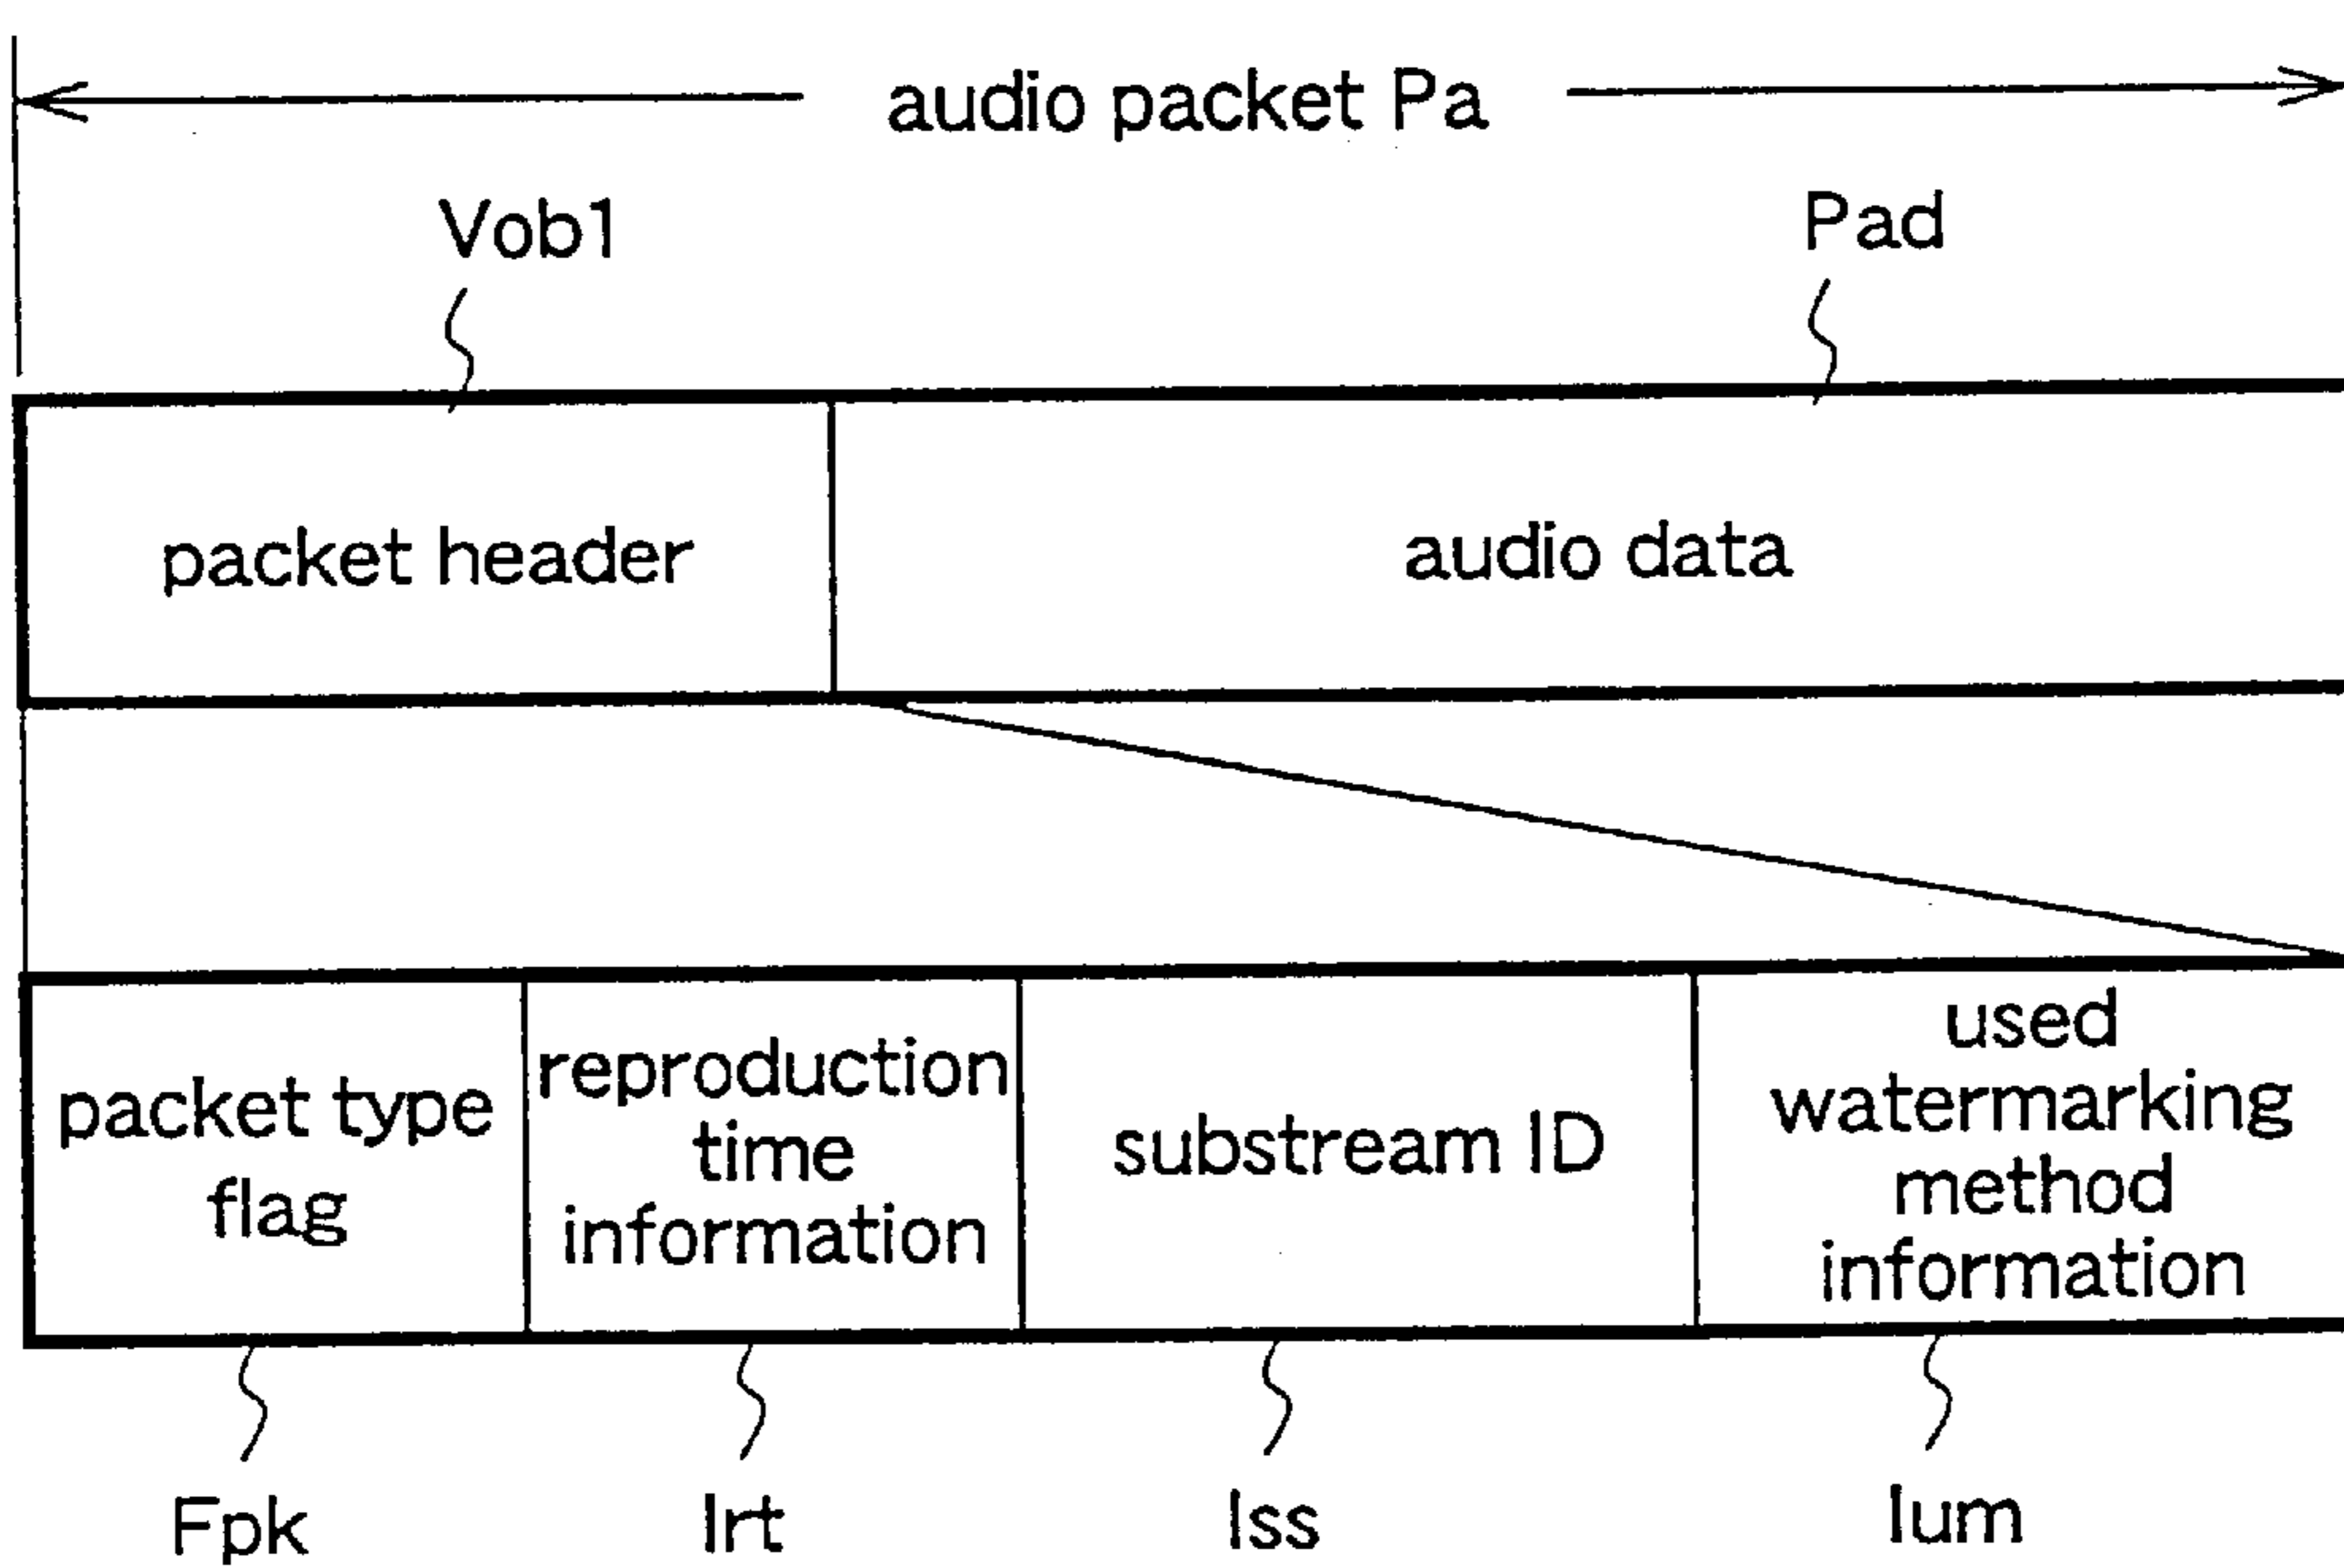 audio packet Pa
Vob1
Pad
packet header
audio data
packet type
flag
reproduction
time
information
substream ID
used
watermarking
method
information
Fpk
Irt
Iss
Ium